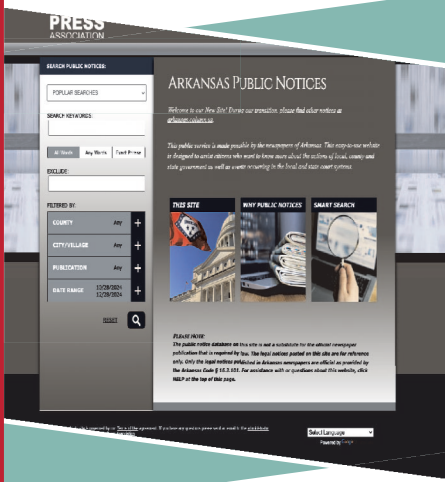 PRESS
ASSOCIATION
SEARCH PUBLIC NOTICES:
POPULAR SEARCHES
SEARCH KEYWORDS:
All Words Any Words Exact Phrase
EXCLUDE:
FILTERED BY:
COUNTY Any +
CITY/VILLAGE Any +
PUBLICATION Any +
DATE RANGE 10/28/2024 +
12/28/2024
RESET
ARKANSAS PUBLIC NOTICES
Welcome to our New Site! During our transition, please find other notices at
arkansas.column.us.
This public service is made possible by the newspapers of Arkansas. This easy-to-use website
is designed to assist citizens who want to know more about the actions of local, county and
state government as well as events occurring in the local and state court systems.
THIS SITE
WHY PUBLIC NOTICES
SMART SEARCH
PLEASE NOTE:
The public notice database on this site is not a substitute for the official newspaper
publication that is required by law. The legal notices posted on this site are for reference
only. Only the legal notices published in Arkansas newspapers are official as provided by
the Arkansas Code § 16.3.101. For assistance with or questions about this website, click
HELP at the top of this page.
Select Language
Powered by Google